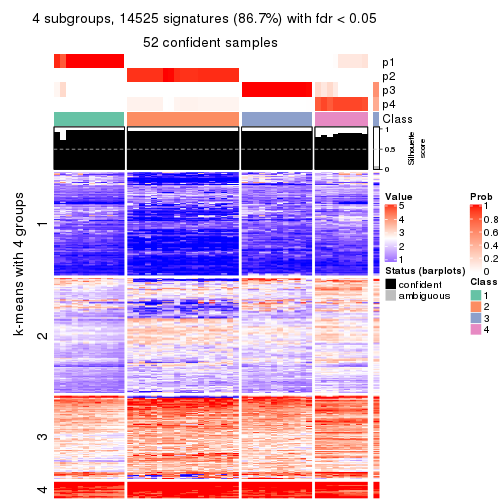 4 subgroups, 14525 signatures (86.7%) with fdr < 0.05
52 confident samples
p1
p2
p3
p4
Class
1
0.5
0
Silhouette
score
k-means with 4 groups
1
2
3
4
Value
5
4
3
2
1
Status (barplots)
confident
ambiguous
Prob
1
0.8
0.6
0.4
0.2
0
Class
1
2
3
4